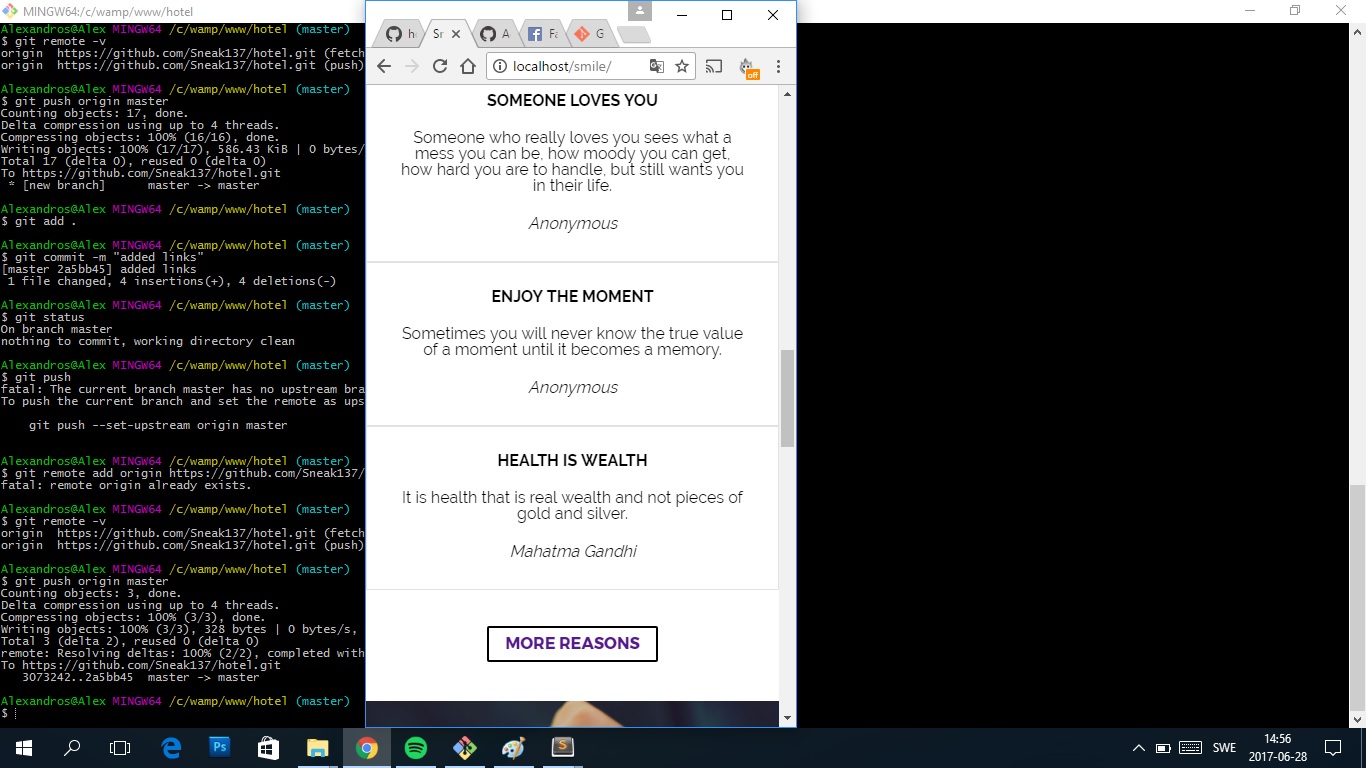 MINGW64:/c/wamp/www/hotel
Alexandros@Alex MINGW64 /c/wamp/www/hotel (master)
$ git remote -v
origin  https://github.com/Sneak137/hotel.git (fetch
origin  https://github.com/Sneak137/hotel.git (push)
Alexandros@Alex MINGW64 /c/wamp/www/hotel (master)
$ git push origin master
Counting objects: 17, done.
Delta compression using up to 4 threads.
Compressing objects: 100% (16/16), done.
Writing objects: 100% (17/17), 586.43 KiB | 0 bytes/
Total 17 (delta 0), reused 0 (delta 0)
To https://github.com/Sneak137/hotel.git
 * [new branch]      master -> master
Alexandros@Alex MINGW64 /c/wamp/www/hotel (master)
$ git add .
Alexandros@Alex MINGW64 /c/wamp/www/hotel (master)
$ git commit -m "added links"
[master 2a5bb45] added links
 1 file changed, 4 insertions(+), 4 deletions(-)
Alexandros@Alex MINGW64 /c/wamp/www/hotel (master)
$ git status
On branch master
nothing to commit, working directory clean
Alexandros@Alex MINGW64 /c/wamp/www/hotel (master)
$ git push
fatal: The current branch master has no upstream bra
To push the current branch and set the remote as ups
    git push --set-upstream origin master
Alexandros@Alex MINGW64 /c/wamp/www/hotel (master)
$ git remote add origin https://github.com/Sneak137/
fatal: remote origin already exists.
Alexandros@Alex MINGW64 /c/wamp/www/hotel (master)
$ git remote -v
origin  https://github.com/Sneak137/hotel.git (fetch
origin  https://github.com/Sneak137/hotel.git (push)
Alexandros@Alex MINGW64 /c/wamp/www/hotel (master)
$ git push origin master
Counting objects: 3, done.
Delta compression using up to 4 threads.
Compressing objects: 100% (3/3), done.
Writing objects: 100% (3/3), 328 bytes | 0 bytes/s,
Total 3 (delta 2), reused 0 (delta 0)
remote: Resolving deltas: 100% (2/2), completed with
To https://github.com/Sneak137/hotel.git
   3073242..2a5bb45  master -> master
Alexandros@Alex MINGW64 /c/wamp/www/hotel (master)
$
h Sm A Fa G
localhost/smile/
off
SOMEONE LOVES YOU
Someone who really loves you sees what a
mess you can be, how moody you can get,
how hard you are to handle, but still wants you
in their life.
Anonymous
ENJOY THE MOMENT
Sometimes you will never know the true value
of a moment until it becomes a memory.
Anonymous
HEALTH IS WEALTH
It is health that is real wealth and not pieces of
gold and silver.
Mahatma Gandhi
MORE REASONS
Ps
S
SWE
14:56
2017-06-28